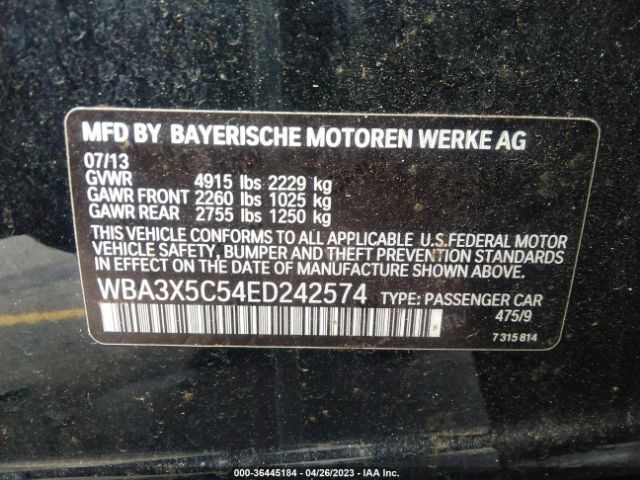 MFD BY BAYERISCHE MOTOREN WERKE AG
07/13
GVWR 4915 lbs 2229 kg
GAWR FRONT 2260 lbs 1025 kg
GAWR REAR 2755 lbs 1250 kg
THIS VEHICLE CONFORMS TO ALL APPLICABLE U.S.FEDERAL MOTOR
VEHICLE SAFETY, BUMPER AND THEFT PREVENTION STANDARDS
IN EFFECT ON THE DATE OF MANUFACTURE SHOWN ABOVE.
WBA3X5C54ED242574 TYPE: PASSENGER CAR
475/9
7 315 814
000-36445184 - 04/26/2023 - IAA Inc.